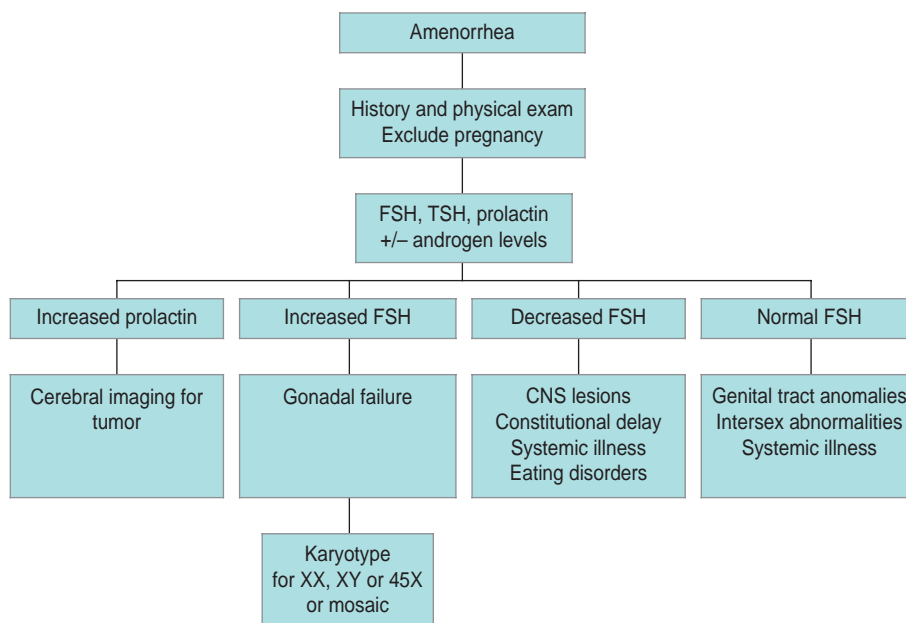 Amenorrhea
History and physical exam
Exclude pregnancy
FSH, TSH, prolactin
+/– androgen levels
Increased prolactin
Increased FSH
Decreased FSH
Normal FSH
Cerebral imaging for
tumor
Gonadal failure
CNS lesions
Constitutional delay
Systemic illness
Eating disorders
Genital tract anomalies
Intersex abnormalities
Systemic illness
Karyotype
for XX, XY or 45X
or mosaic